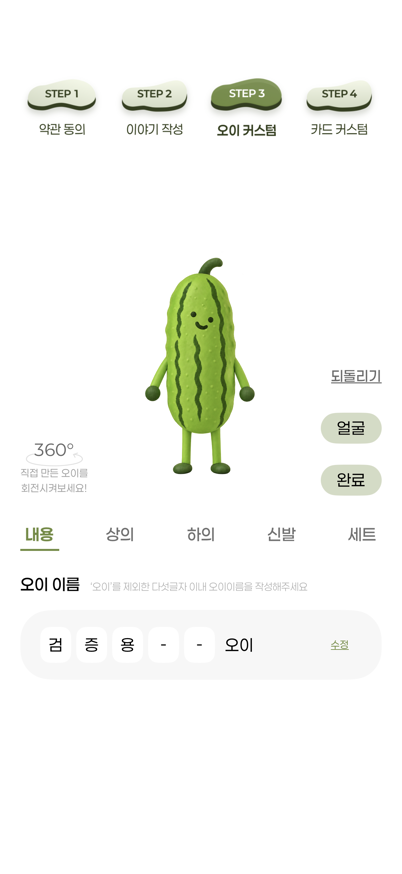 STEP 1
STEP 2
STEP 3
STEP 4
약관 동의
이야기 작성
오이 커스텀
카드 커스텀
되돌리기
얼굴
360°
직접 만든 오이를
회전시켜보세요!
완료
내용
상의
하의
신발
세트
오이 이름
'오이'를 제외한 다섯글자 이내 오이이름을 작성해주세요
검 증 용 - - 오이
수정